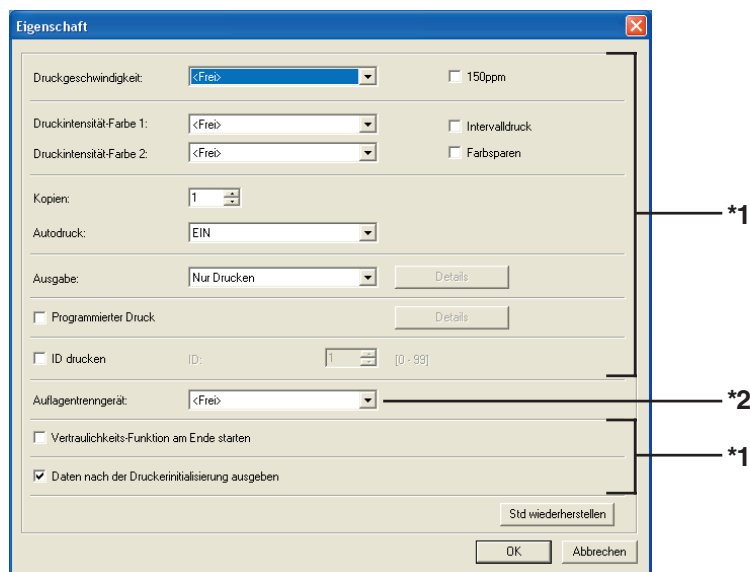 Eigenschaft
Druckgeschwindigkeit: <Frei> 150ppm
Druckintensität-Farbe 1: <Frei> Intervalldruck
Druckintensität-Farbe 2: <Frei> Farbsparen
Kopien: 1
*1
Autodruck: EIN
Ausgabe: Nur Drucken Details
Programmierter Druck Details
ID drucken ID: 1 [0 - 99]
Auflagentrenngerät: <Frei> *2
Vertraulichkeits-Funktion am Ende starten
*1
Daten nach der Druckerinitialisierung ausgeben
Std wiederherstellen
OK Abbrechen